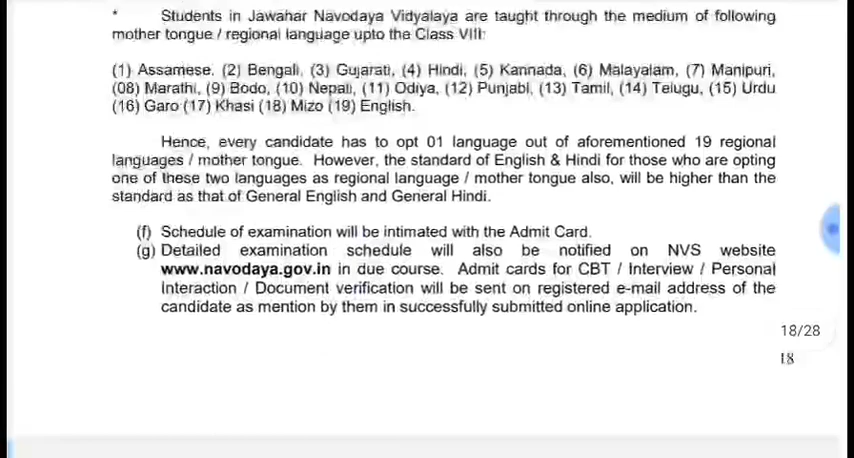 * Students in Jawahar Navodaya Vidyalaya are taught through the medium of following
mother tongue / regional language upto the Class VIII:
(1) Assamese. (2) Bengali, (3) Gujarati, (4) Hindi, (5) Kannada, (6) Malayalam, (7) Manipuri,
(08) Marathi, (9) Bodo, (10) Nepali, (11) Odiya, (12) Punjabi, (13) Tamil, (14) Telugu, (15) Urdu
(16) Garo (17) Khasi (18) Mizo (19) English.
Hence, every candidate has to opt 01 language out of aforementioned 19 regional
languages / mother tongue. However, the standard of English & Hindi for those who are opting
one of these two languages as regional language / mother tongue also, will be higher than the
standard as that of General English and General Hindi.
(f) Schedule of examination will be intimated with the Admit Card.
(g) Detailed examination schedule will also be notified on NVS website
www.navodaya.gov.in in due course. Admit cards for CBT / Interview / Personal
Interaction / Document verification will be sent on registered e-mail address of the
candidate as mention by them in successfully submitted online application.
18/28
18